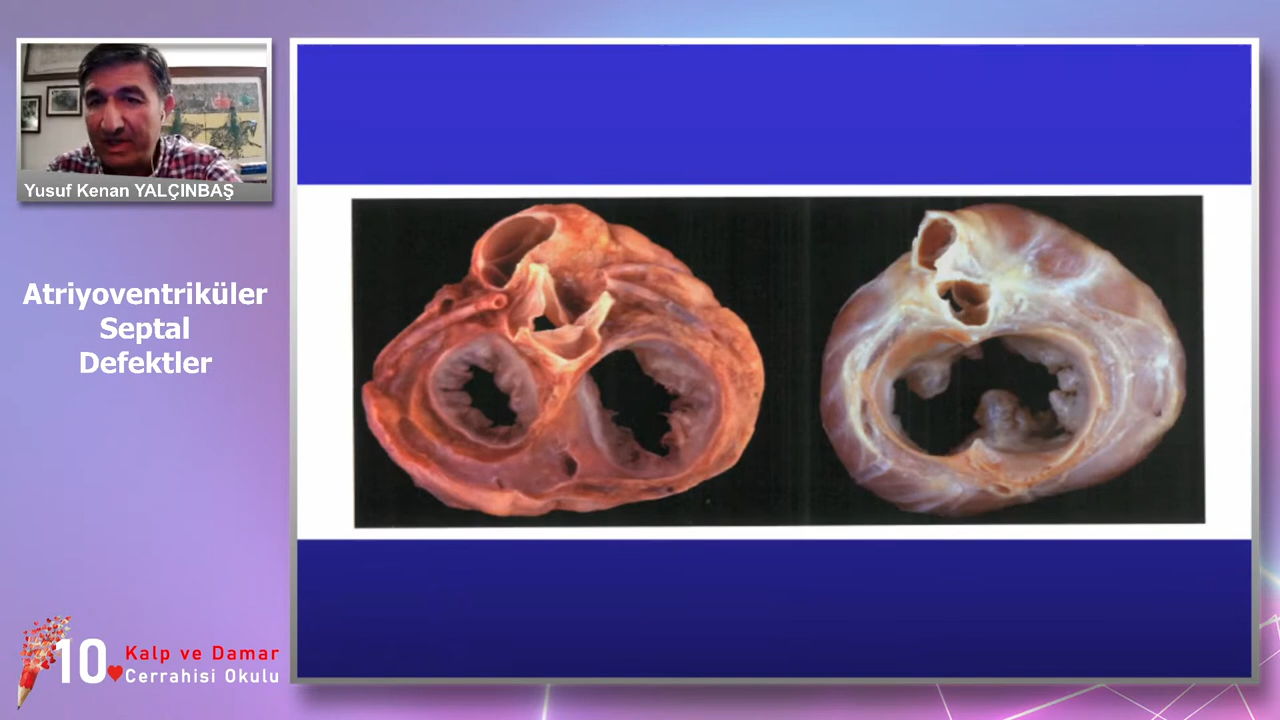 Yusuf Kenan YALÇINBAŞ
Atriyoventriküler
Septal
Defektler
10.
Kalp ve Damar
Cerrahisi Okulu